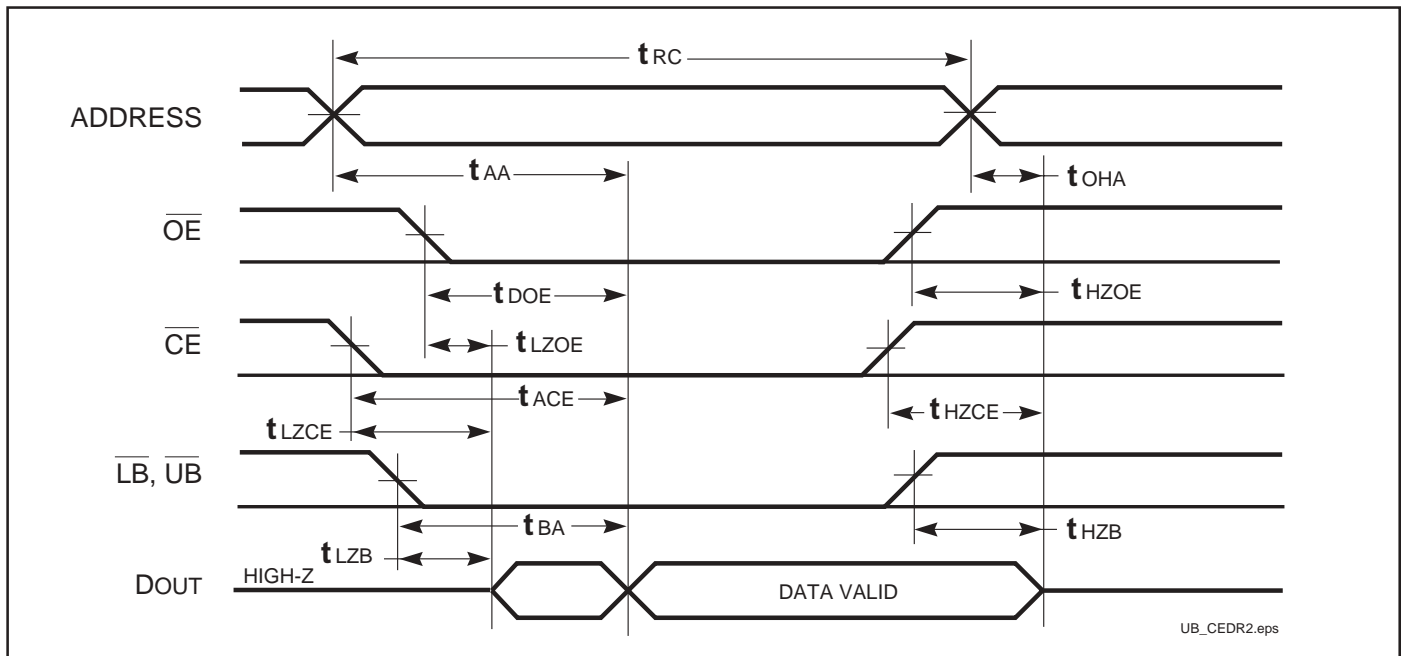 tRC
ADDRESS
tAA
tOHA
OE
tDOE
tHZOE
CE
tLZOE
tACE
tHZCE
tLZCE
LB, UB
tBA
tHZB
tLZB
DOUT
HIGH-Z
DATA VALID
UB_CEDR2.eps